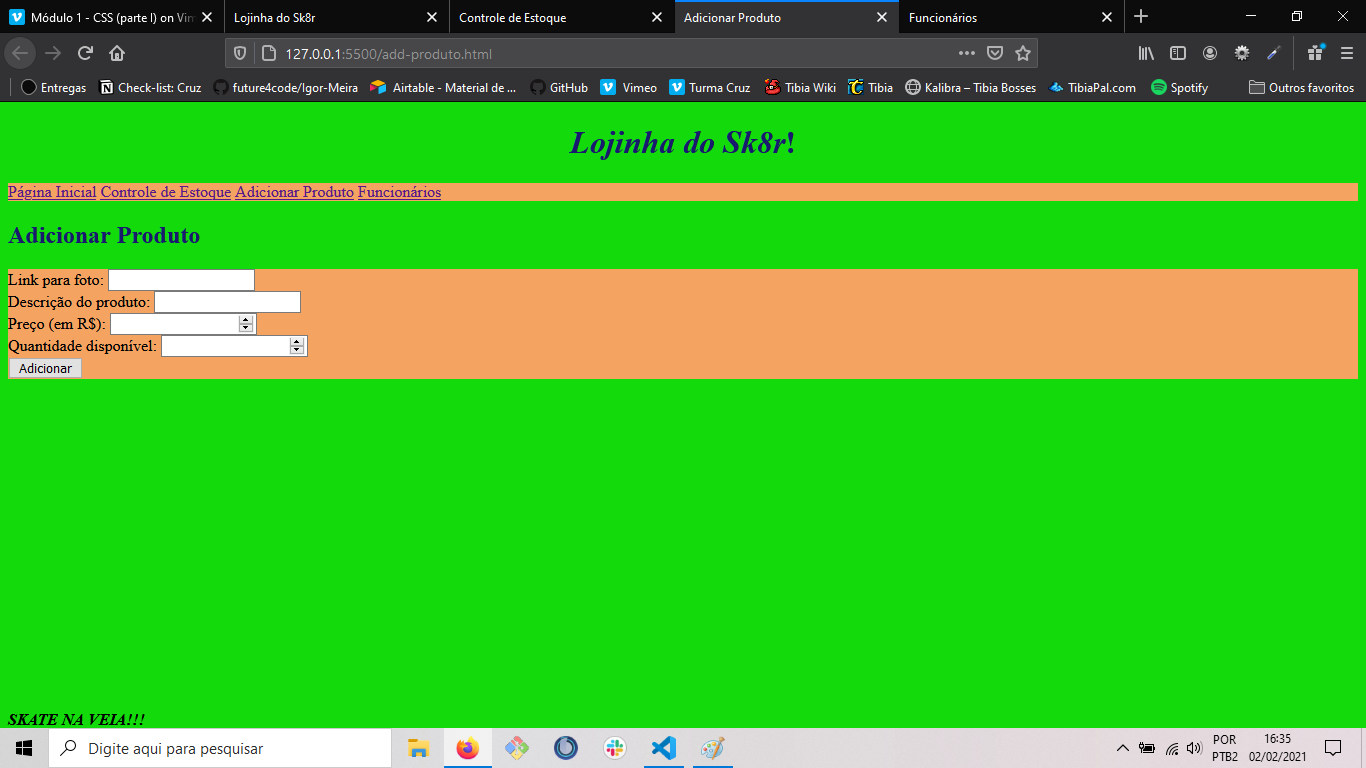 Módulo 1 - CSS (parte I) on Vim
Lojinha do Sk8r
Controle de Estoque
Adicionar Produto
Funcionários
127.0.0.1:5500/add-produto.html
Entregas
Check-list: Cruz
future4code/Igor-Meira
Airtable - Material de ...
GitHub
Vimeo
Turma Cruz
Tibia Wiki
Tibia
Kalibra – Tibia Bosses
TibiaPal.com
Spotify
Outros favoritos
Lojinha do Sk8r!
Página Inicial Controle de Estoque Adicionar Produto Funcionários
Adicionar Produto
Link para foto:
Descrição do produto:
Preço (em R$):
Quantidade disponível:
Adicionar
SKATE NA VEIA!!!
Digite aqui para pesquisar
POR
PTB2
16:35
02/02/2021